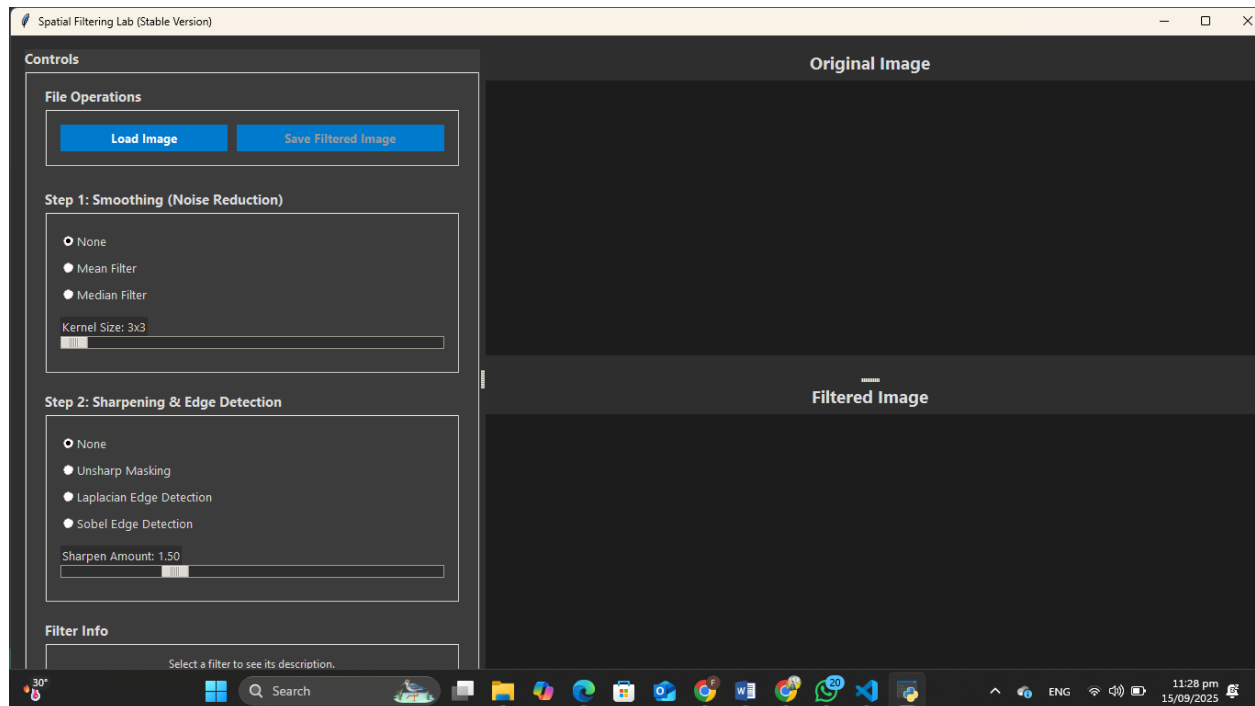 Spatial Filtering Lab (Stable Version)
Controls
File Operations
Load Image
Save Filtered Image
Step 1: Smoothing (Noise Reduction)
None
Mean Filter
Median Filter
Kernel Size: 3x3
Step 2: Sharpening & Edge Detection
None
Unsharp Masking
Laplacian Edge Detection
Sobel Edge Detection
Sharpen Amount: 1.50
Filter Info
Select a filter to see its description.
Original Image
Filtered Image
30°
Search
20
ENG
11:28 pm
15/09/2025